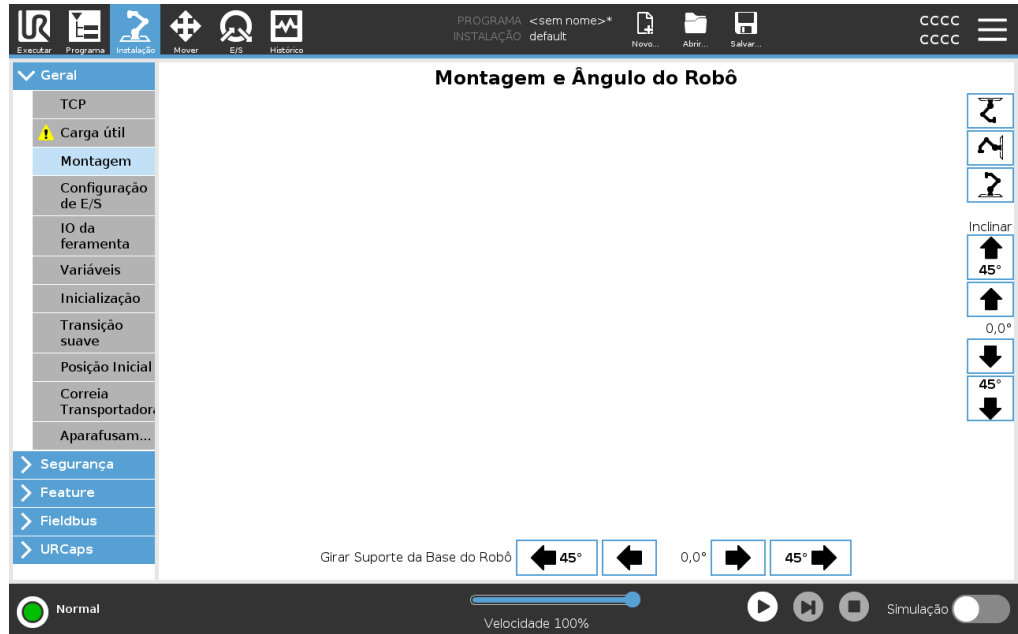 UR
PROGRAMA <sem nome>*
INSTALAÇÃO default
cccc
cccc
Executar Programa Instalação Mover E/S Histórico Novo... Abrir... Salvar...
Geral
Montagem e Ângulo do Robô
TCP
Carga útil
Montagem
Configuração
de E/S
IO da
feramenta
Variáveis
Inicialização
Transição
suave
Posição Inicial
Correia
Transportador
Aparafusam...
Segurança
Feature
Fieldbus
URCaps
Inclinar
45°
0,0°
45°
Girar Suporte da Base do Robô 45° 0,0° 45°
Normal
Velocidade 100%
Simulação